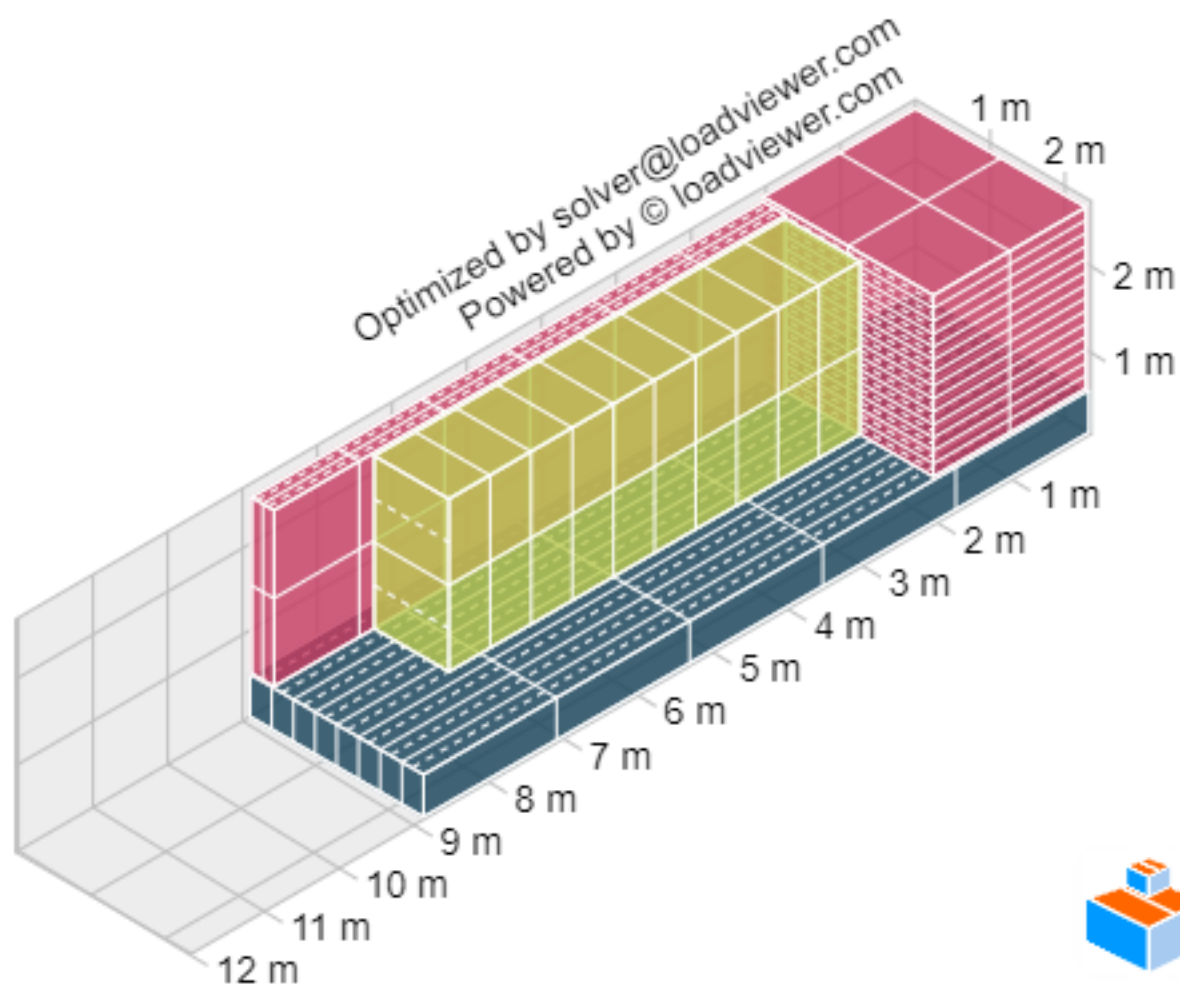 Optimized by solver@loadviewer.com
Powered by © loadviewer.com
1 m
2 m
2 m
1 m
1 m
2 m
3 m
4 m
5 m
6 m
7 m
8 m
9 m
10 m
11 m
12 m